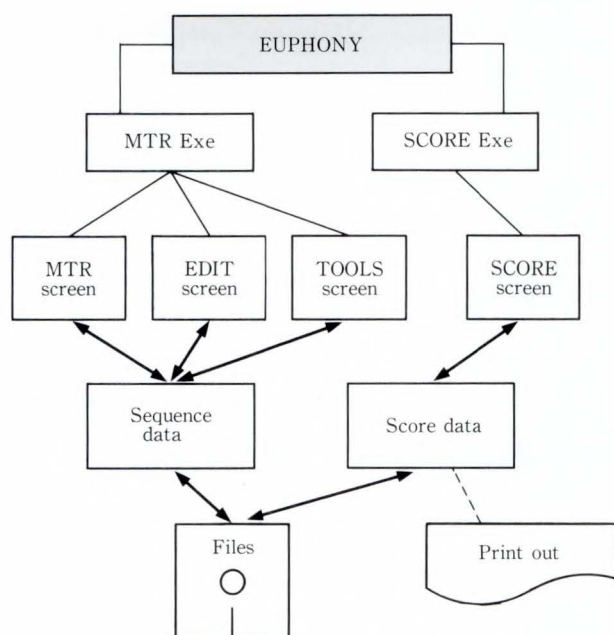 EUPHONY
MTR Exe
SCORE Exe
MTR
screen
EDIT
screen
TOOLS
screen
SCORE
screen
Sequence
data
Score data
Files
Print out